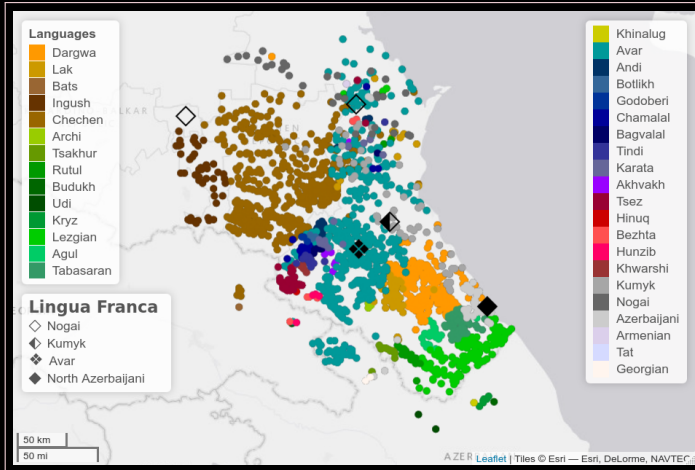 Languages
Dargwa
Lak
Bats
Ingush
Chechen
Archi
Tsakhur
Rutul
Budukh
Udi
Kryz
Lezgian
Agul
Tabasaran
Lingua Franca
Nogai
Kumyk
Avar
North Azerbaijani
Khinalug
Avar
Andi
Botlikh
Godoberi
Chamalal
Bagvalal
Tindi
Karata
Akhvakh
Tsez
Hinuq
Bezhta
Hunzib
Khwarshi
Kumyk
Nogai
Azerbaijani
Armenian
Tat
Georgian
50 km
50 mi
Leaflet | Tiles © Esri — Esri, DeLorme, NAVTEC